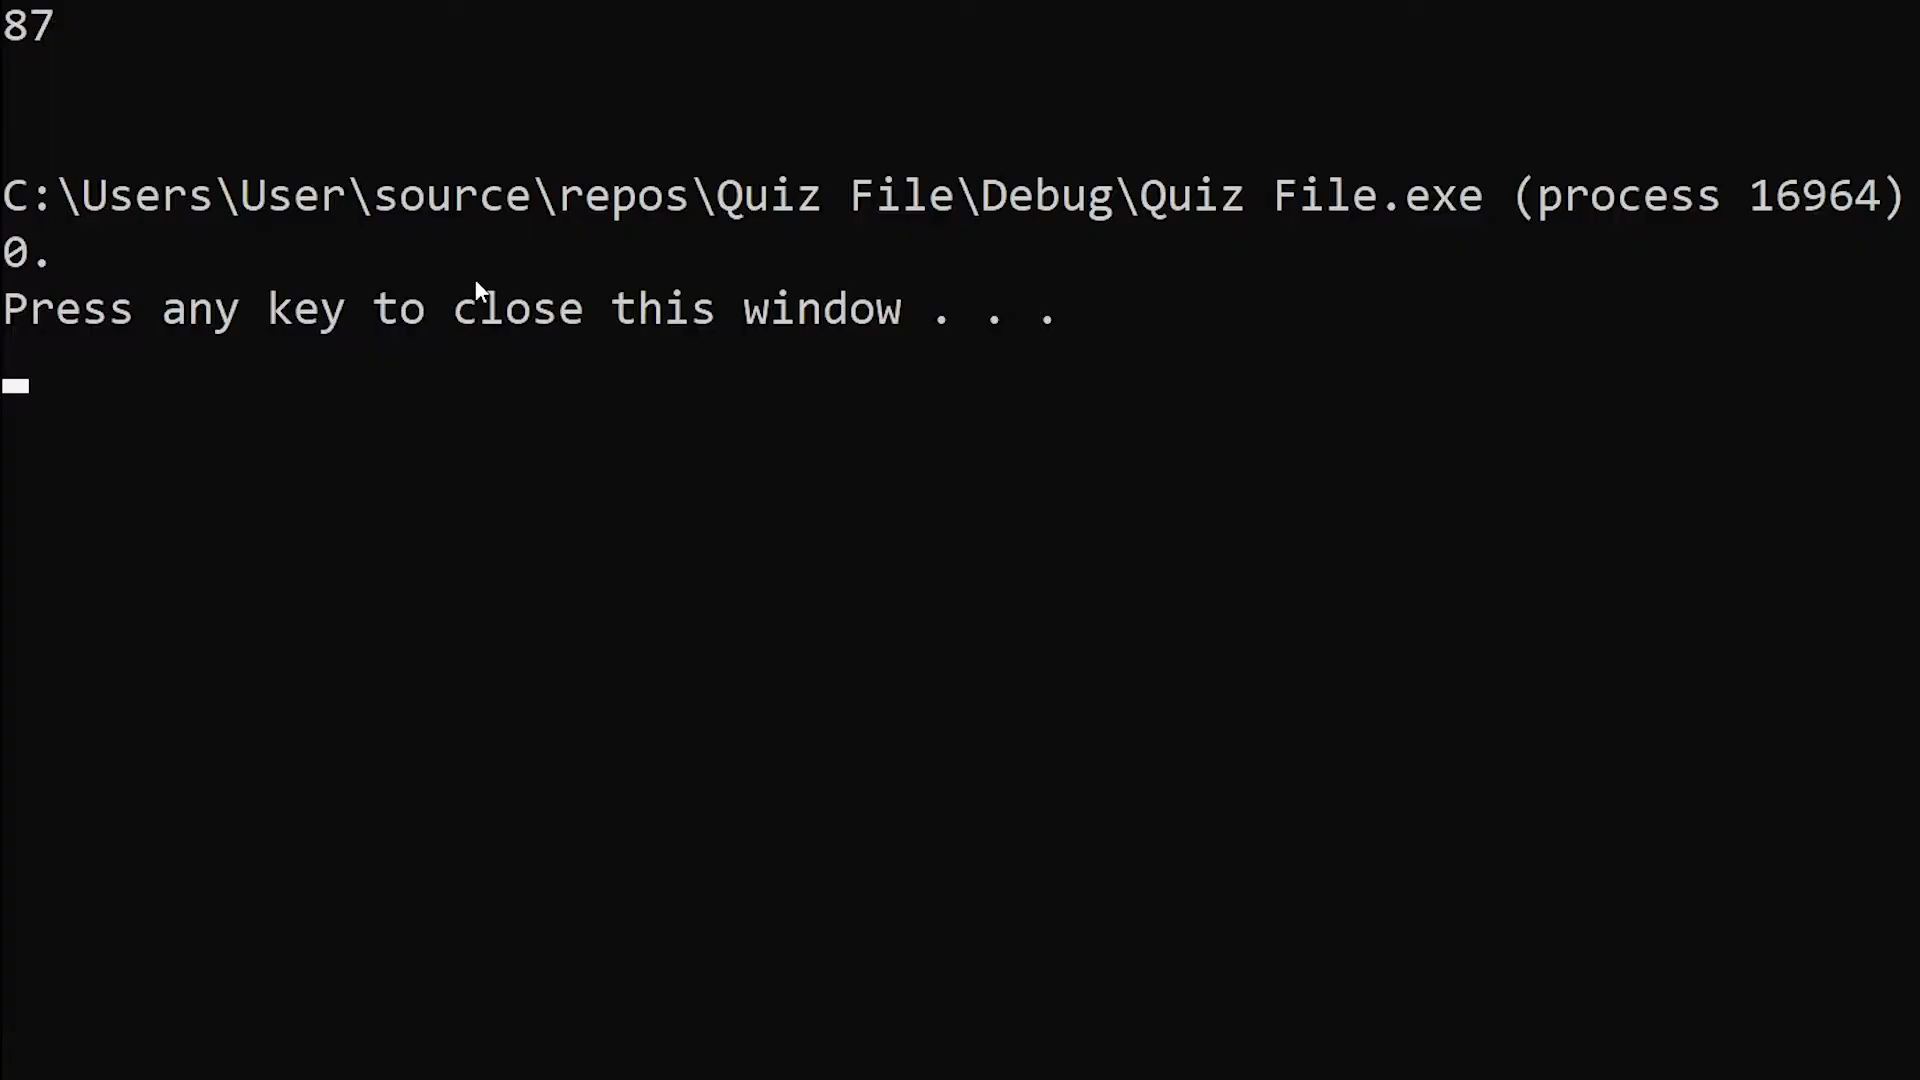 87
C:\Users\User\source\repos\Quiz File\Debug\Quiz File.exe (process 16964)
0.
Press any key to close this window . . .